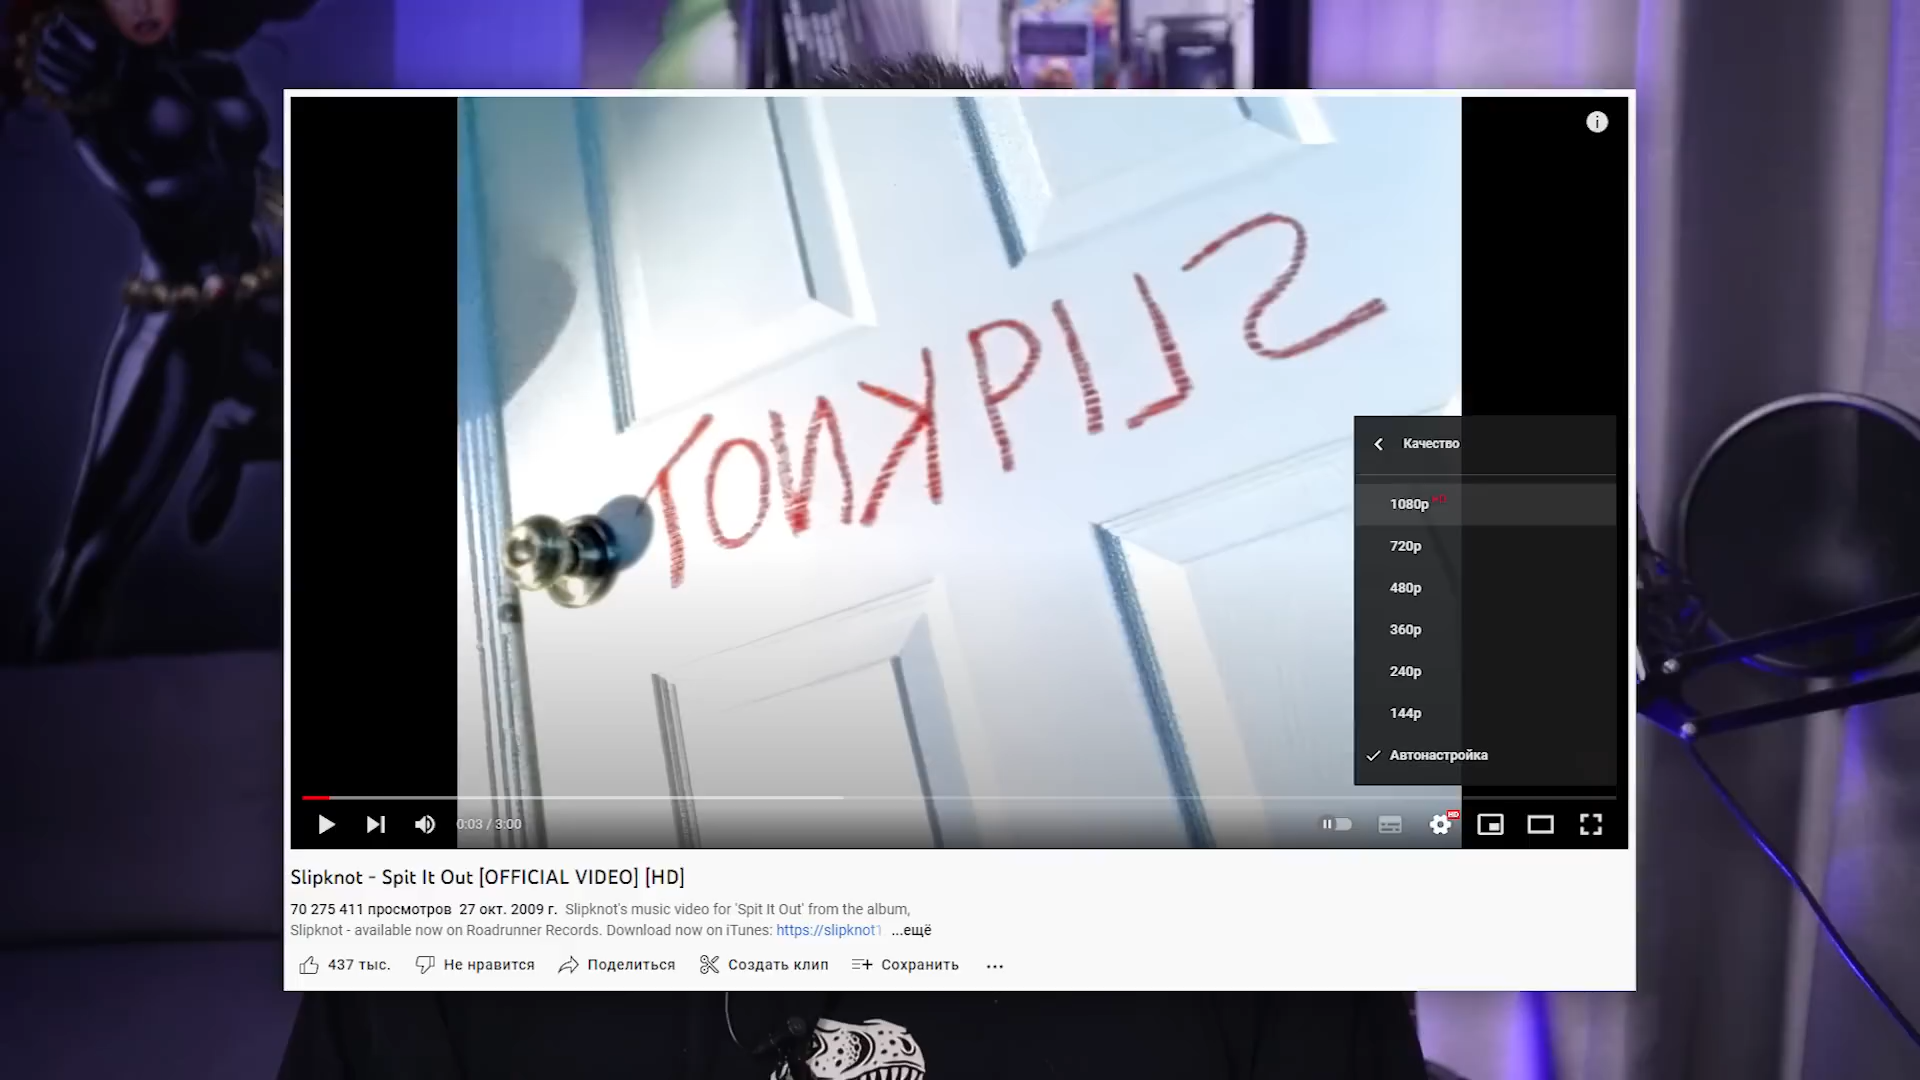 SLIPKNOT
Качество
1080p HD
720p
480p
360p
240p
144p
Автонастройка
0:03 / 3:00
HD
Slipknot - Spit It Out [OFFICIAL VIDEO] [HD]
70 275 411 просмотров 27 окт. 2009 г. Slipknot's music video for 'Spit It Out' from the album,
Slipknot - available now on Roadrunner Records. Download now on iTunes: https://slipknot1 ...ещё
437 тыс. Не нравится Поделиться Создать клип Сохранить